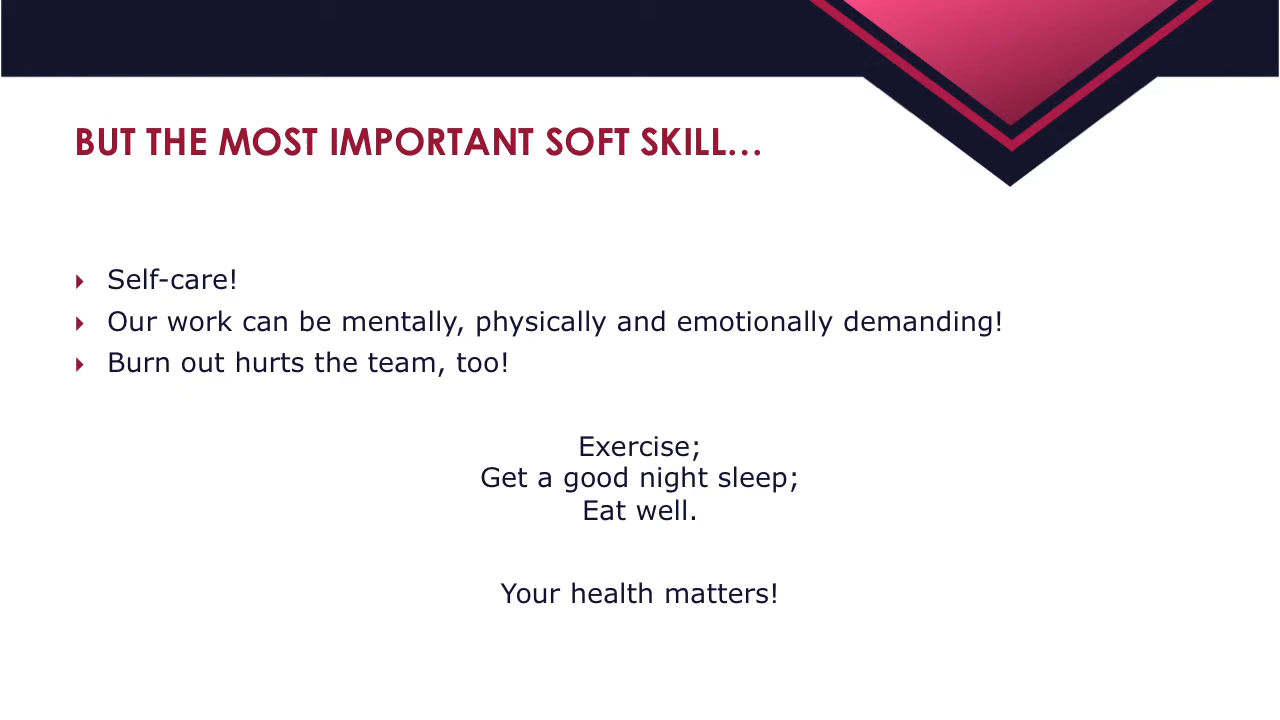 BUT THE MOST IMPORTANT SOFT SKILL…
Self-care!
Our work can be mentally, physically and emotionally demanding!
Burn out hurts the team, too!
Exercise;
Get a good night sleep;
Eat well.
Your health matters!